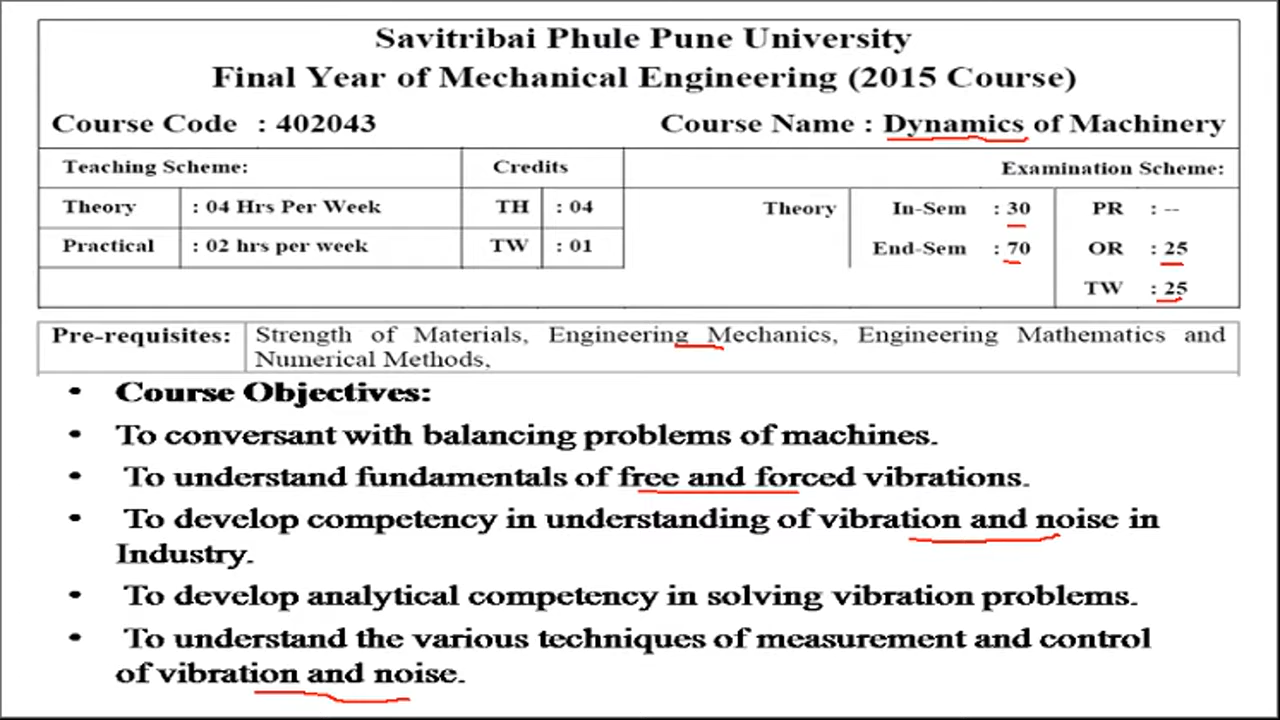 Savitribai Phule Pune University
Final Year of Mechanical Engineering (2015 Course)
Course Code : 402043 Course Name : Dynamics of Machinery
Teaching Scheme: Credits Examination Scheme:
Theory : 04 Hrs Per Week TH : 04 Theory In-Sem : 30 PR : --
Practical : 02 hrs per week TW : 01 End-Sem : 70 OR : 25
TW : 25
Pre-requisites: Strength of Materials, Engineering Mechanics, Engineering Mathematics and
Numerical Methods,
• Course Objectives:
• To conversant with balancing problems of machines.
• To understand fundamentals of free and forced vibrations.
• To develop competency in understanding of vibration and noise in
Industry.
• To develop analytical competency in solving vibration problems.
• To understand the various techniques of measurement and control
of vibration and noise.